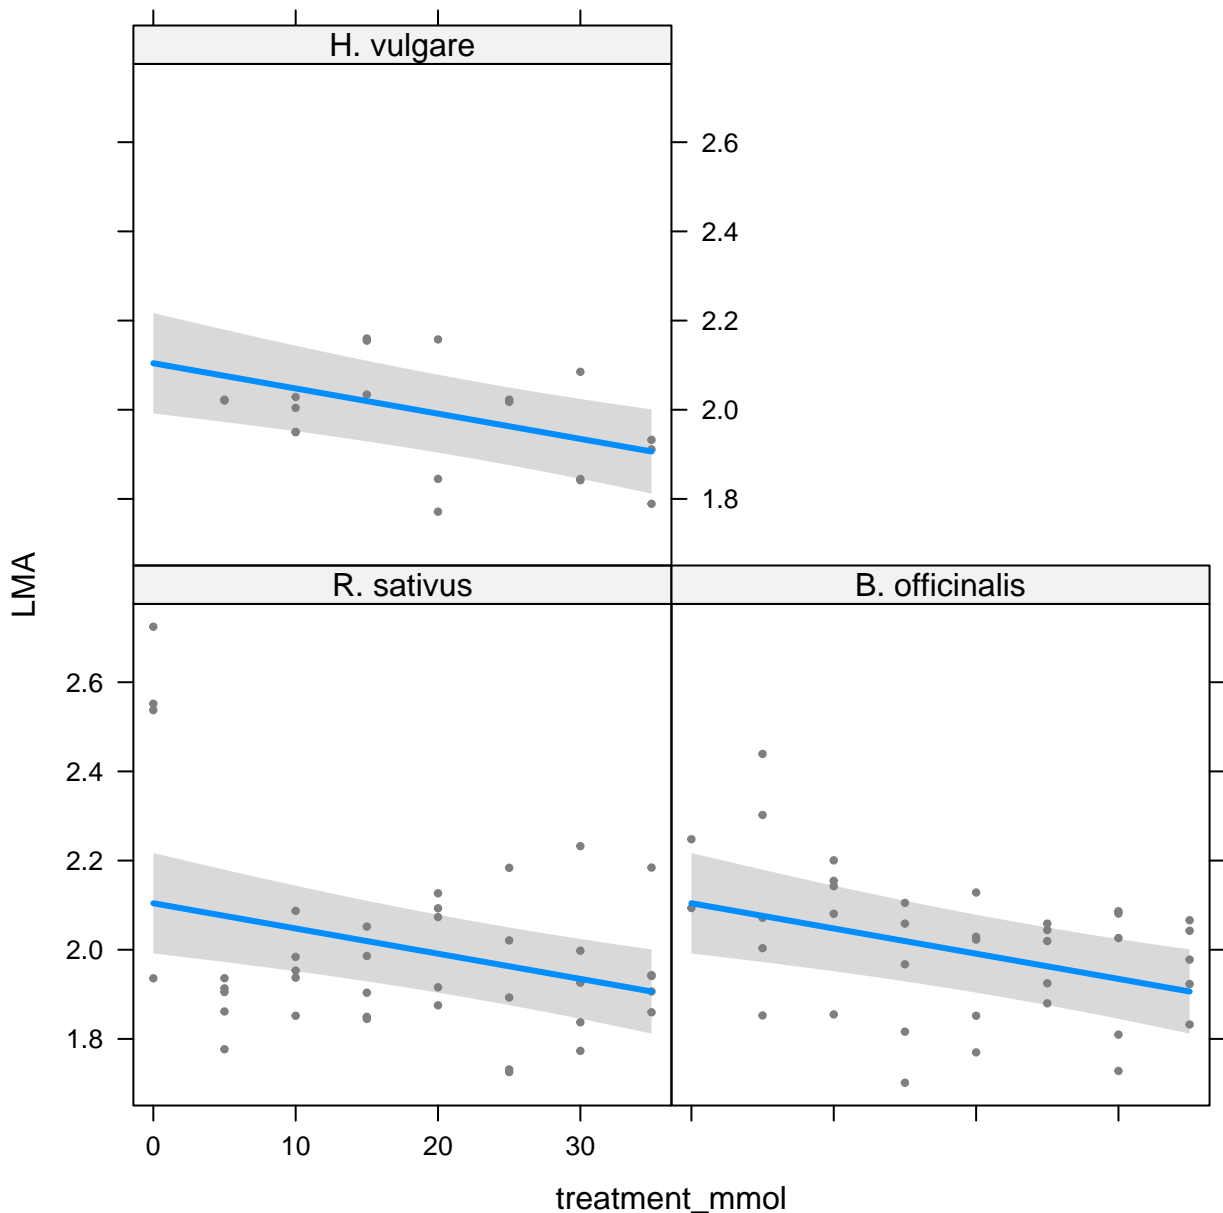 H. vulgare
2.6
2.4
2.2
2.0
1.8
LMA
R. sativus
B. officinalis
2.6
2.4
2.2
2.0
1.8
0 10 20 30
treatment_mmol